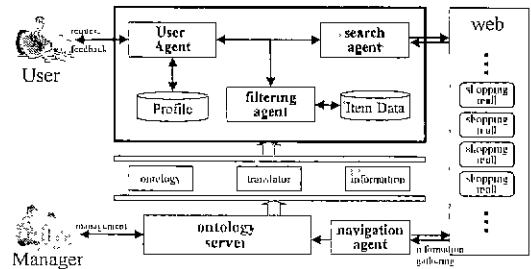 request
feedback
User
User
Agent
search
agent
web
Profile
filtering
agent
Item Data
shopping
mall
shopping
mall
shopping
mall
shopping
mall
ontology
translator
information
management
Manager
ontology
server
navigation
agent
information
gathering